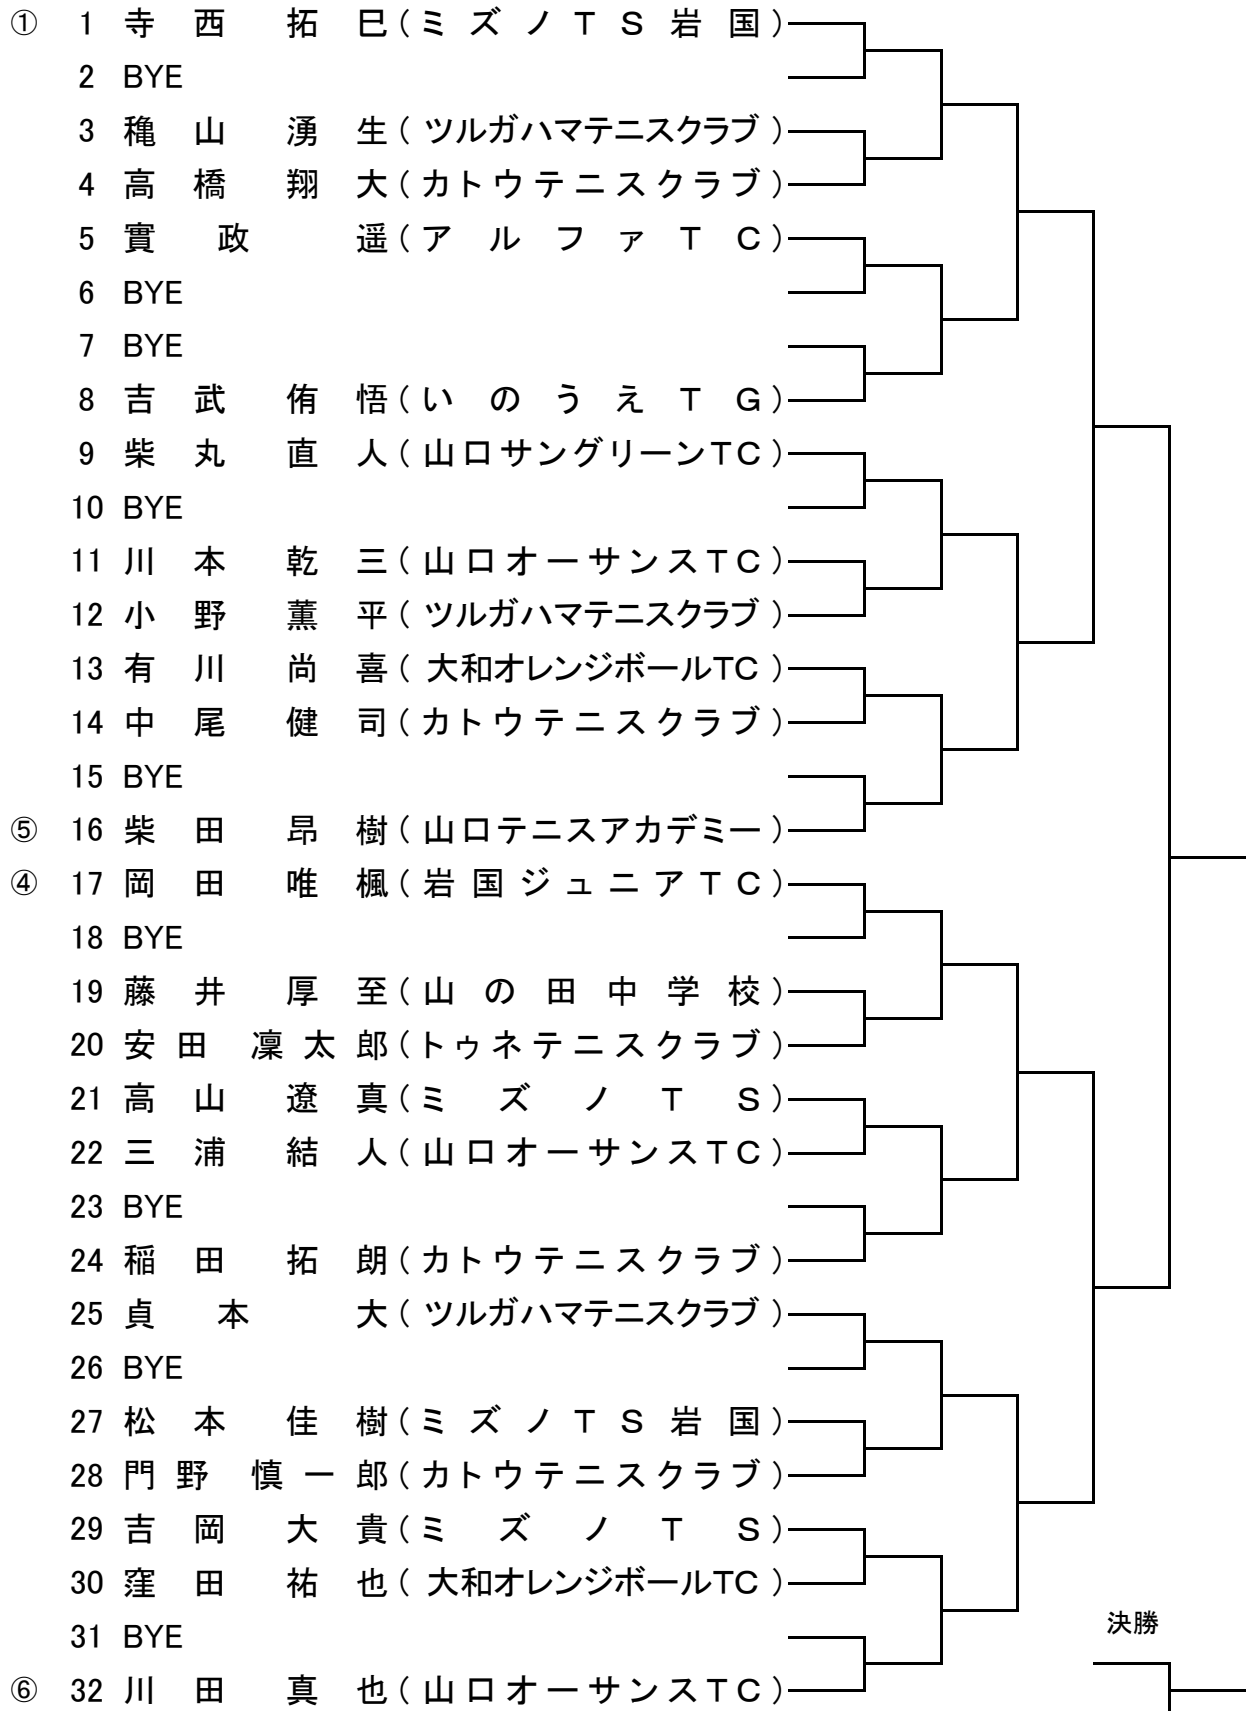 ① 1 寺西 拓巳(ミズノTS岩国)
2 BYE
3 穐山 湧生(ツルガハマテニスクラブ)
4 高橋 翔大(カトウテニスクラブ)
5 實政 遥(アルファTC)
6 BYE
7 BYE
8 吉武 侑悟(いのうえTG)
9 柴丸 直人(山口サングリーンTC)
10 BYE
11 川本 乾三(山口オーサンスTC)
12 小野 薫平(ツルガハマテニスクラブ)
13 有川 尚喜(大和オレンジボールTC)
14 中尾 健司(カトウテニスクラブ)
15 BYE
⑤ 16 柴田 昂樹(山口テニスアカデミー)
④ 17 岡田 唯楓(岩国ジュニアTC)
18 BYE
19 藤井 厚至(山の田中学校)
20 安田 凜太郎(トゥネテニスクラブ)
21 高山 遼真(ミズノTS)
22 三浦 結人(山口オーサンスTC)
23 BYE
24 稲田 拓朗(カトウテニスクラブ)
25 貞本 大(ツルガハマテニスクラブ)
26 BYE
27 松本 佳樹(ミズノTS岩国)
28 門野 慎一郎(カトウテニスクラブ)
29 吉岡 大貴(ミズノTS)
30 窪田 祐也(大和オレンジボールTC)
31 BYE
決勝
⑥ 32 川田 真也(山口オーサンスTC)